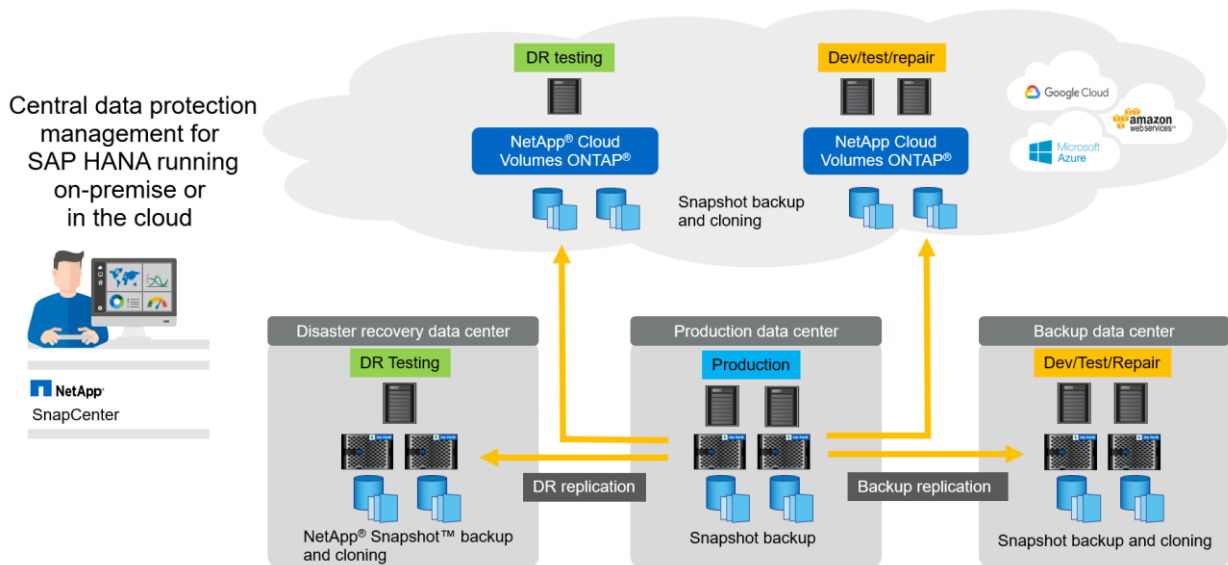 Central data protection
management for
SAP HANA running
on-premise or
in the cloud
NetApp®
SnapCenter
DR testing
NetApp® Cloud
Volumes ONTAP®
Snapshot backup
and cloning
Dev/test/repair
NetApp Cloud
Volumes ONTAP®
Google Cloud
amazon
webservices™
Microsoft
Azure
Disaster recovery data center
DR Testing
NetApp® Snapshot™ backup
and cloning
DR replication
Production data center
Production
Snapshot backup
Backup replication
Backup data center
Dev/Test/Repair
Snapshot backup and cloning